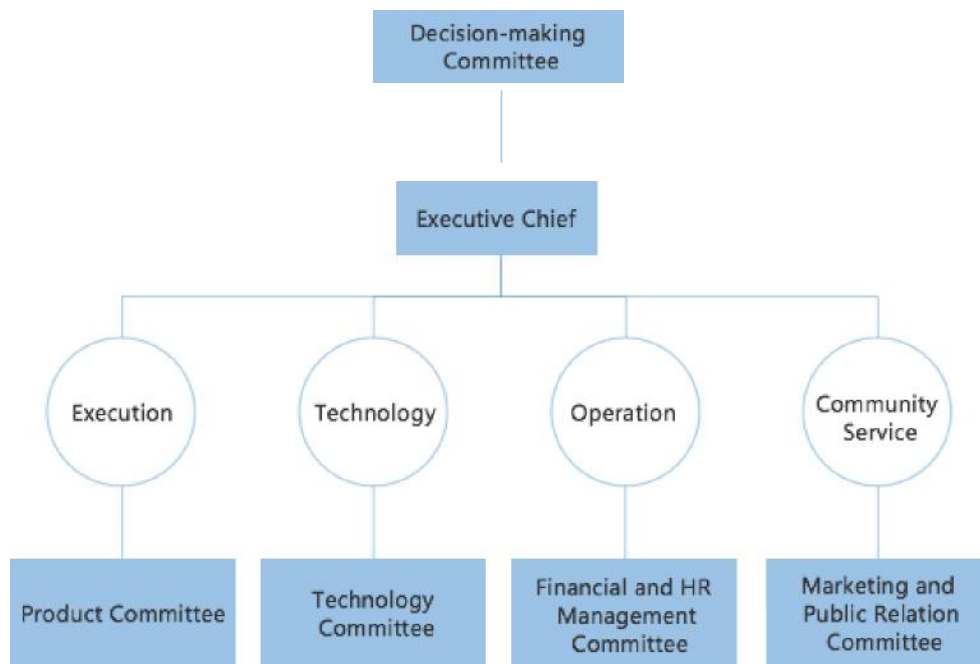 Decision-making
Committee
Executive Chief
Execution
Technology
Operation
Community
Service
Product Committee
Technology
Committee
Financial and HR
Management
Committee
Marketing and
Public Relation
Committee